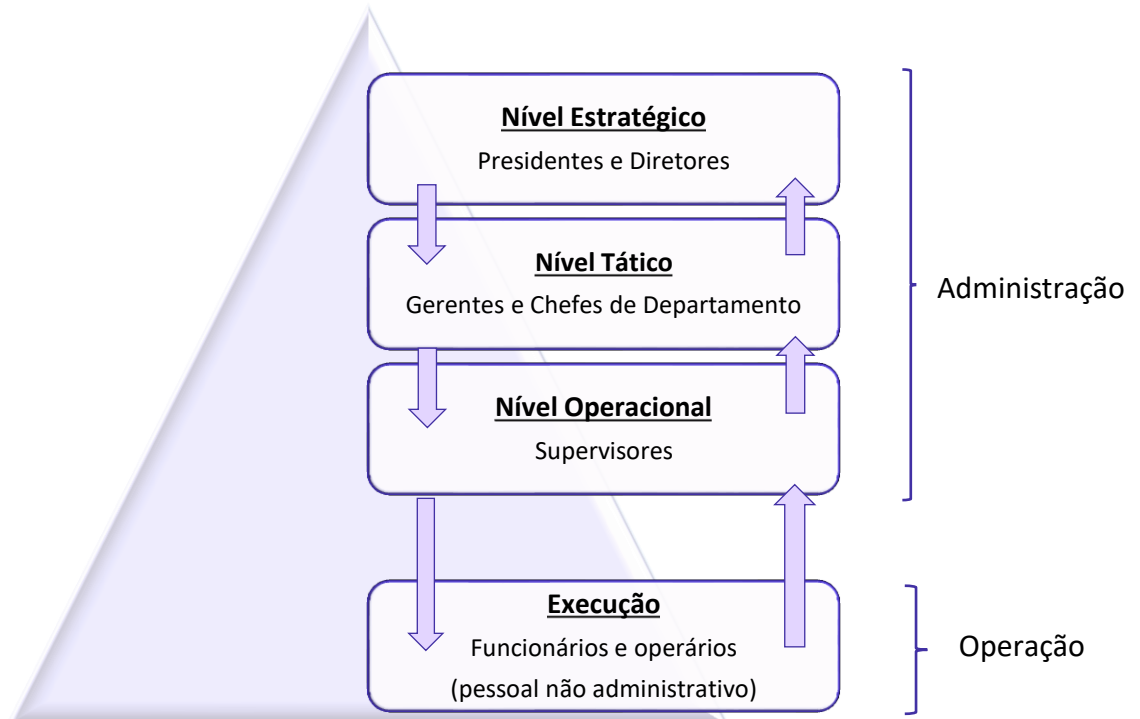 Nível Estratégico
Presidentes e Diretores
Nível Tático
Gerentes e Chefes de Departamento
Nível Operacional
Supervisores
Administração
Execução
Funcionários e operários
(pessoal não administrativo)
Operação